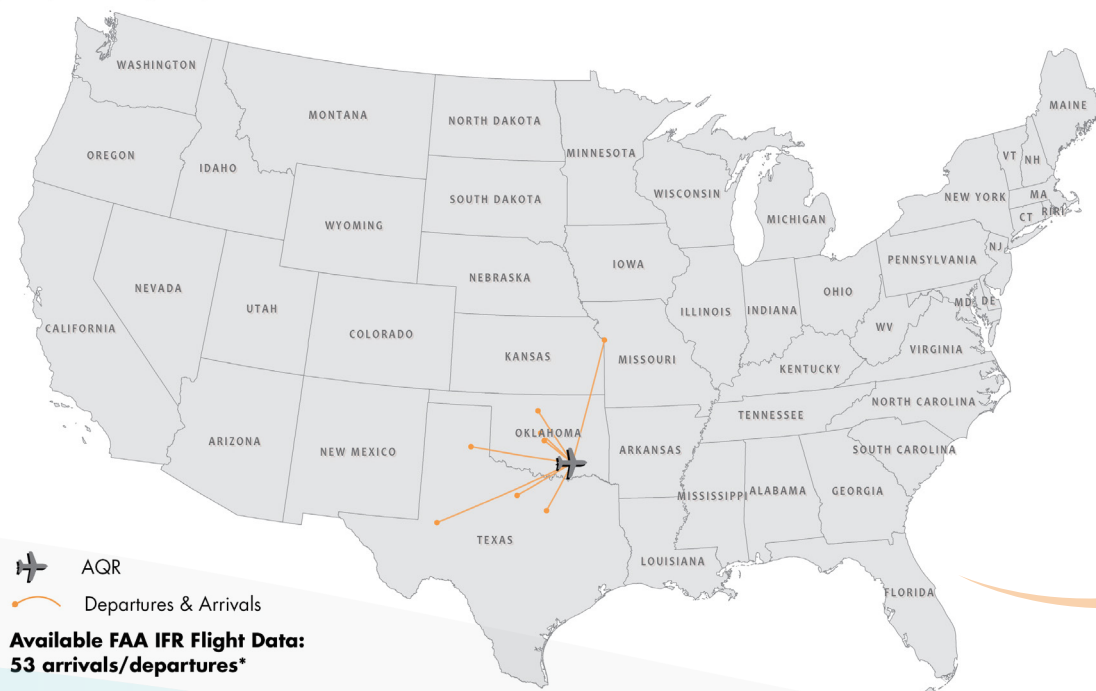 WASHINGTON
MAINE
MONTANA
NORTH DAKOTA
MINNESOTA
OREGON
VT
NH
IDAHO
WISCONSIN
SOUTH DAKOTA
NEW YORK
MA
MICHIGAN
CT
RIRI
WYOMING
NJ
PENNSYLVANIA
IOWA
NEBRASKA
NEVADA
OHIO
MD
DE
UTAH
ILLINOIS
INDIANA
CALIFORNIA
COLORADO
WV
VIRGINIA
KANSAS
MISSOURI
KENTUCKY
NORTH CAROLINA
TENNESSEE
OKLAHOMA
ARIZONA
NEW MEXICO
ARKANSAS
SOUTH CAROLINA
MISSISSIPPI
ALABAMA
GEORGIA
TEXAS
LOUISIANA
FLORIDA
AQR
Departures & Arrivals
Available FAA IFR Flight Data:
53 arrivals/departures*